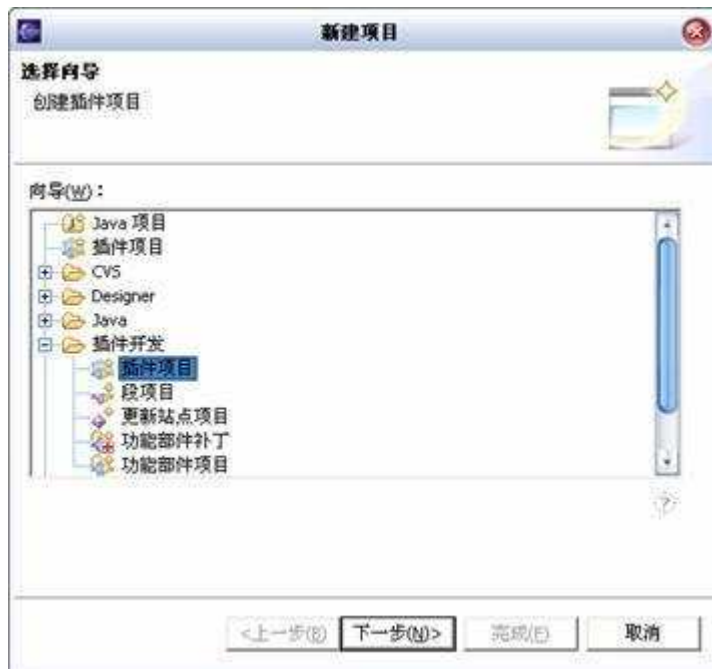 新建项目
选择向导
创建插件项目
向导(W)：
Java 项目
插件项目
CVS
Designer
Java
插件开发
插件项目
段项目
更新站点项目
功能部件补丁
功能部件项目
<上一步(B) 下一步(N)> 完成(F) 取消